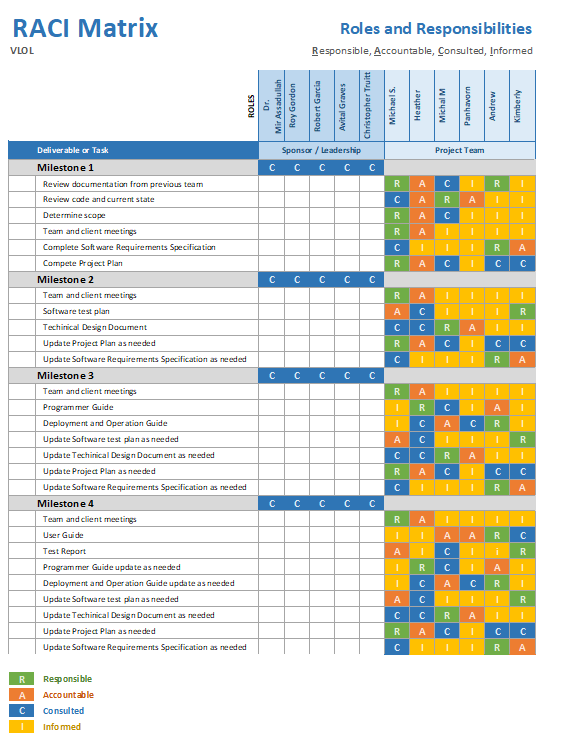 RACI Matrix
Roles and Responsibilities
VLOL
Responsible, Accountable, Consulted, Informed
ROLES
Dr. Mir Assadullah
Roy Gordon
Robert Garcia
Avital Graves
Christopher Truitt
Michael S.
Heather
Michal M
Panhavorn
Andrew
Kimberly
Deliverable or Task Sponsor / Leadership Project Team
Milestone 1 C C C C C
Review documentation from previous team R A C I R I
Review code and current state C A R A I I
Determine scope R A C I I I
Team and client meetings R A I I I I
Complete Software Requirements Specification C I I I R A
Compete Project Plan R A C I C C
Milestone 2 C C C C C
Team and client meetings R A I I I I
Software test plan A C I I I R
Techinical Design Document C C R A I I
Update Project Plan as needed R A C I C C
Update Software Requirements Specification as needed C I I I R A
Milestone 3 C C C C C
Team and client meetings R A I I I I
Programmer Guide I R C I A I
Deployment and Operation Guide I C A C R I
Update Software test plan as needed A C I I I R
Update Techinical Design Document as needed C C R A I I
Update Project Plan as needed R A C I C C
Update Software Requirements Specification as needed C I I I R A
Milestone 4 C C C C C
Team and client meetings R A I I I I
User Guide I I A A R C
Test Report A I C I i R
Programmer Guide update as needed I R C I A I
Deployment and Operation Guide update as needed I C A C R I
Update Software test plan as needed A C I I I R
Update Techinical Design Document as needed C C R A I I
Update Project Plan as needed R A C I C C
Update Software Requirements Specification as needed C I I I R A
R Responsible
A Accountable
C Consulted
I Informed